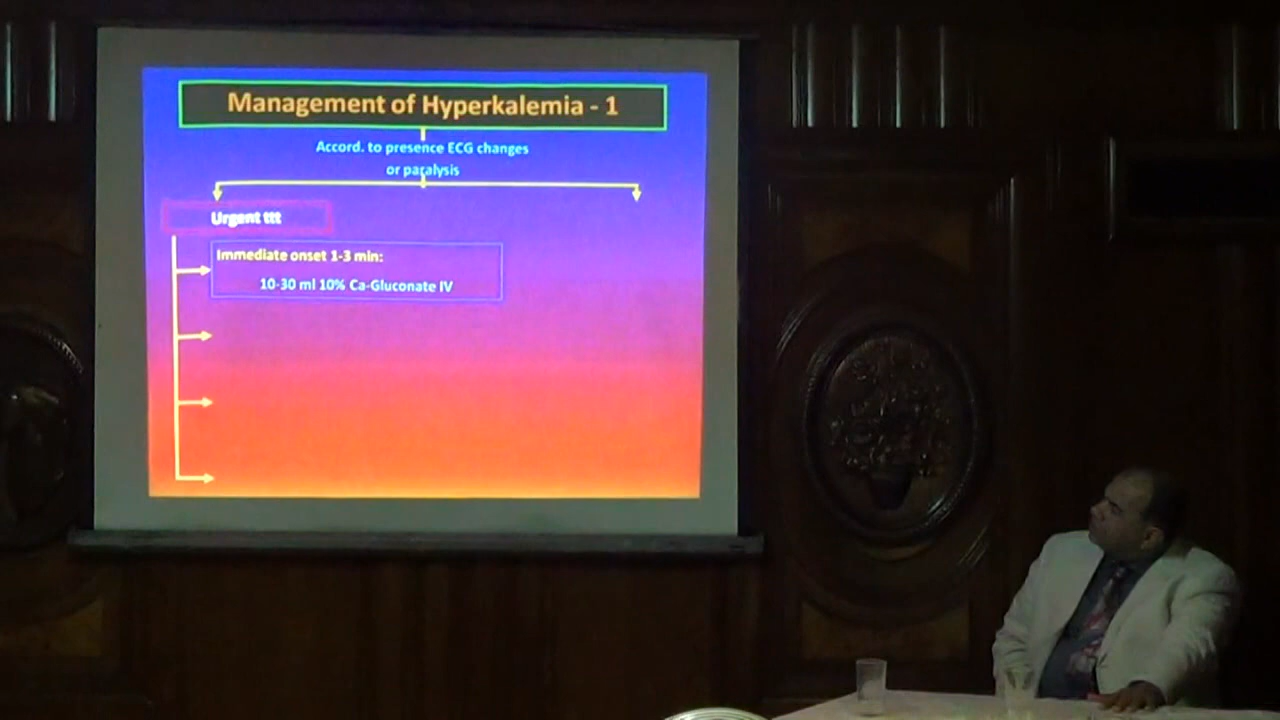 Management of Hyperkalemia - 1
Accord. to presence ECG changes
or paralysis
Urgent ttt
Immediate onset 1-3 min:
10-30 ml 10% Ca-Gluconate IV